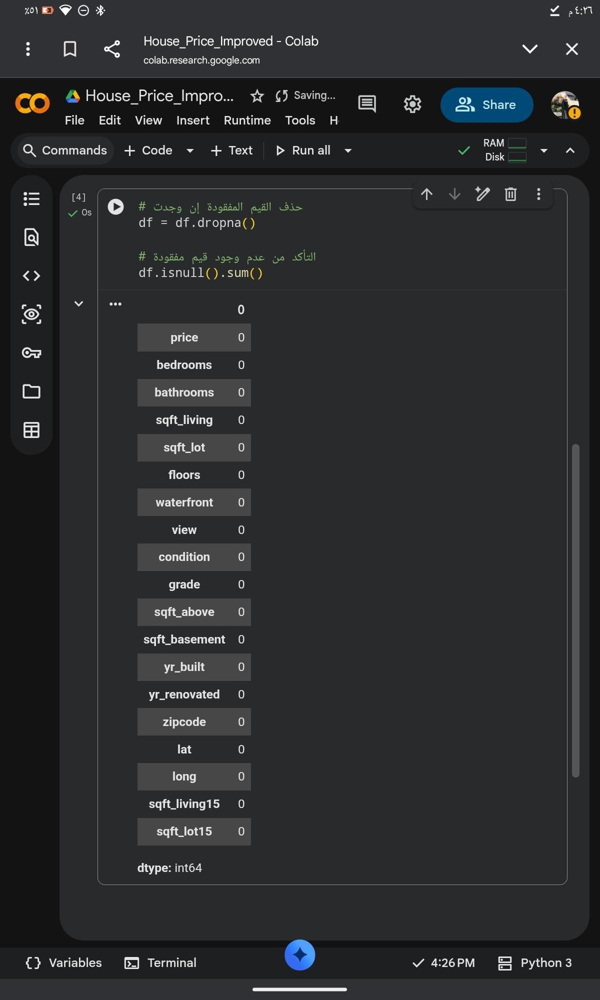 ٪٥١
٤:٢٦ م
House_Price_Improved - Colab
colab.research.google.com
House_Price_Impro...
Saving...
Share
File Edit View Insert Runtime Tools
Commands + Code + Text Run all
RAM
Disk
[4]
0s
# حذف القيم المفقودة إن وجدت
df = df.dropna()
# التأكد من عدم وجود قيم مفقودة
df.isnull().sum()
0
price 0
bedrooms 0
bathrooms 0
sqft_living 0
sqft_lot 0
floors 0
waterfront 0
view 0
condition 0
grade 0
sqft_above 0
sqft_basement 0
yr_built 0
yr_renovated 0
zipcode 0
lat 0
long 0
sqft_living15 0
sqft_lot15 0
dtype: int64
Variables Terminal 4:26 PM Python 3